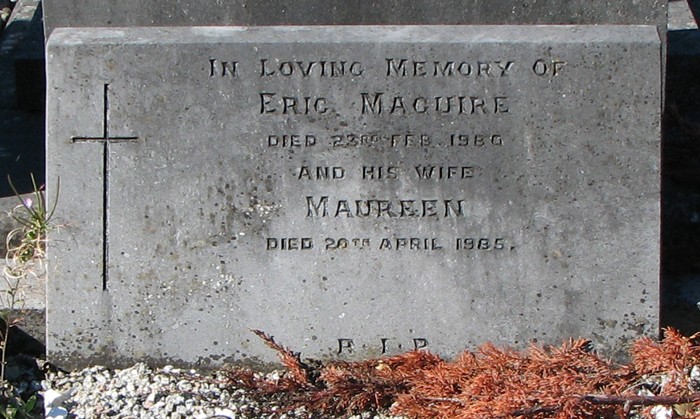 IN LOVING MEMORY OF
ERIC MAGUIRE
DIED 23RD FEB. 1980
AND HIS WIFE
MAUREEN
DIED 20TH APRIL 1985.
R.I.P.